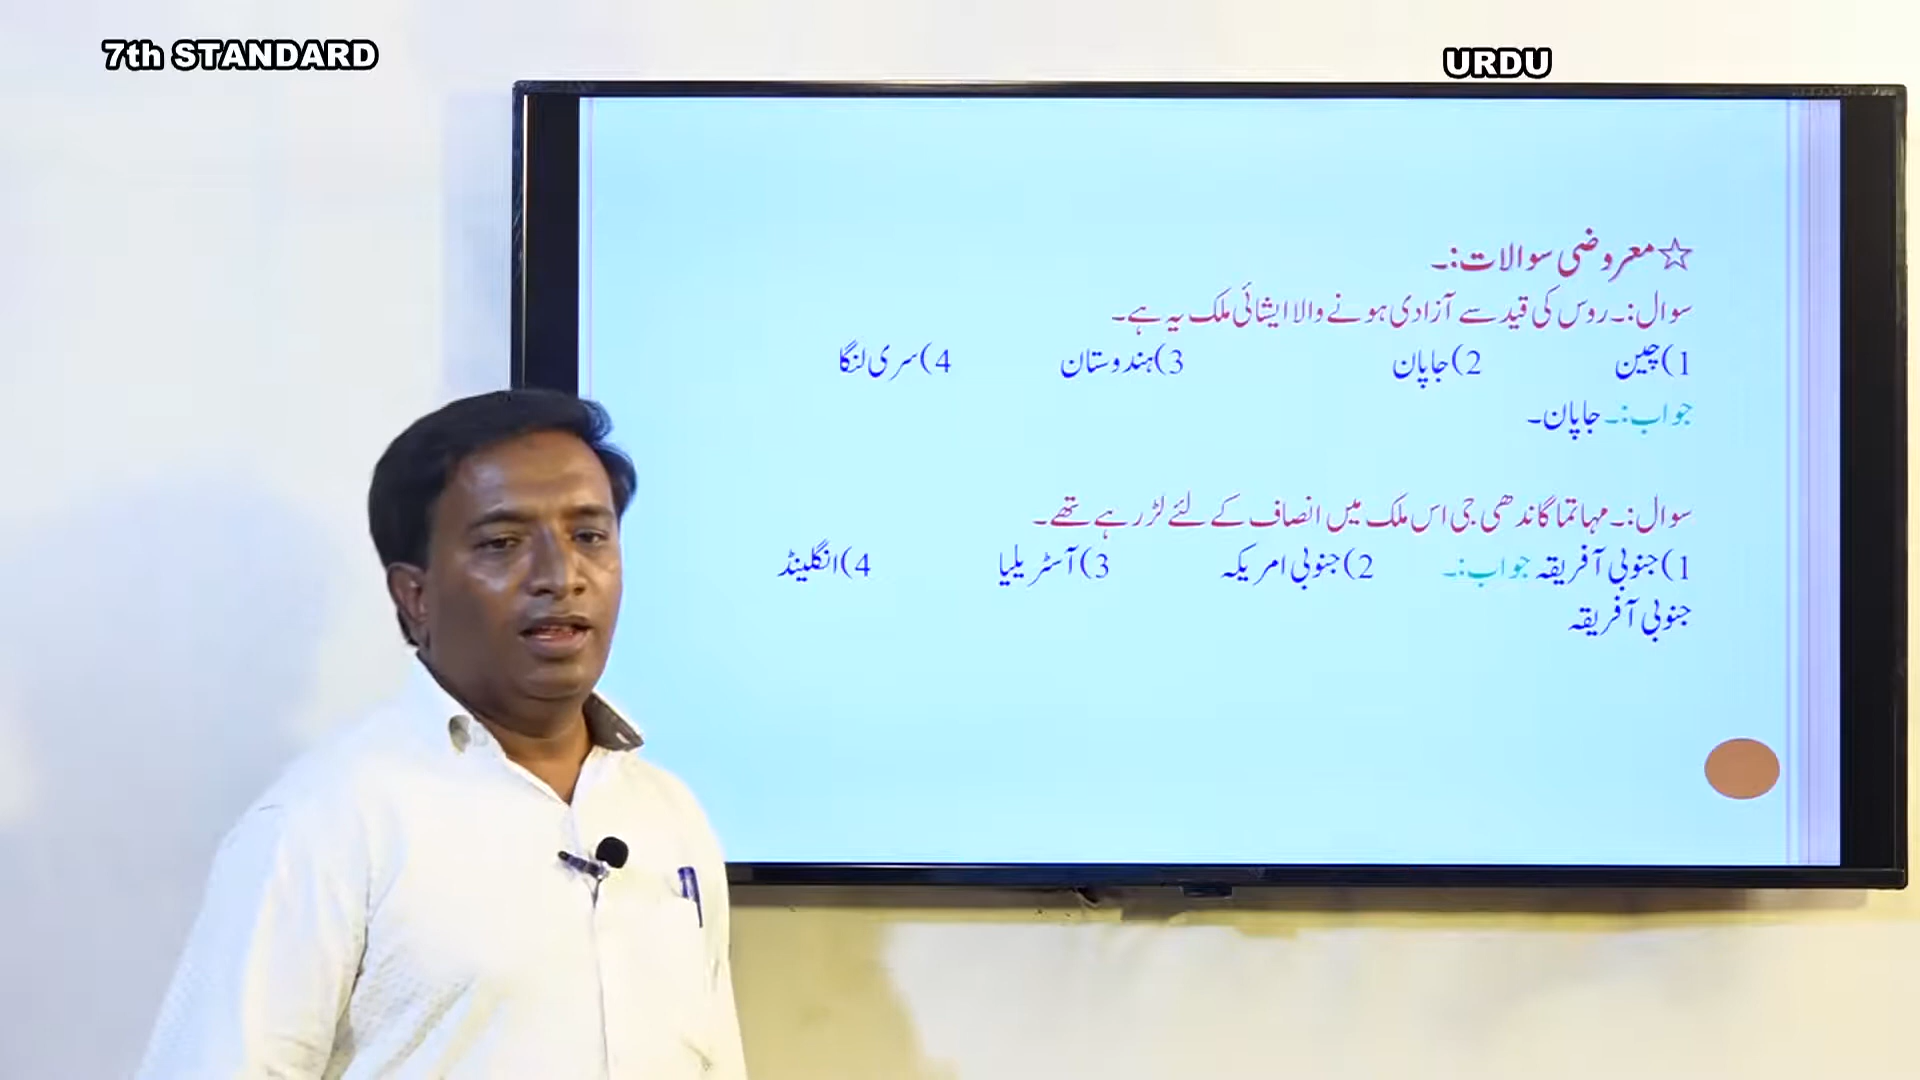 7th STANDARD
URDU
☆معروضی سوالات:۔
سوال:۔روس کی قید سے آزادی ہونے والا ایشائی ملک یہ ہے۔
1)چین 2)جاپان 3)ہندوستان 4)سری لنگا
جواب:۔جاپان۔
سوال:۔مہاتما گاندھی جی اس ملک میں انصاف کے لئے لڑرہے تھے۔
1)جنوبی آفریقہ جواب:۔ 2)جنوبی امریکہ 3)آسٹریلیا 4)انگلینڈ
جنوبی آفریقہ